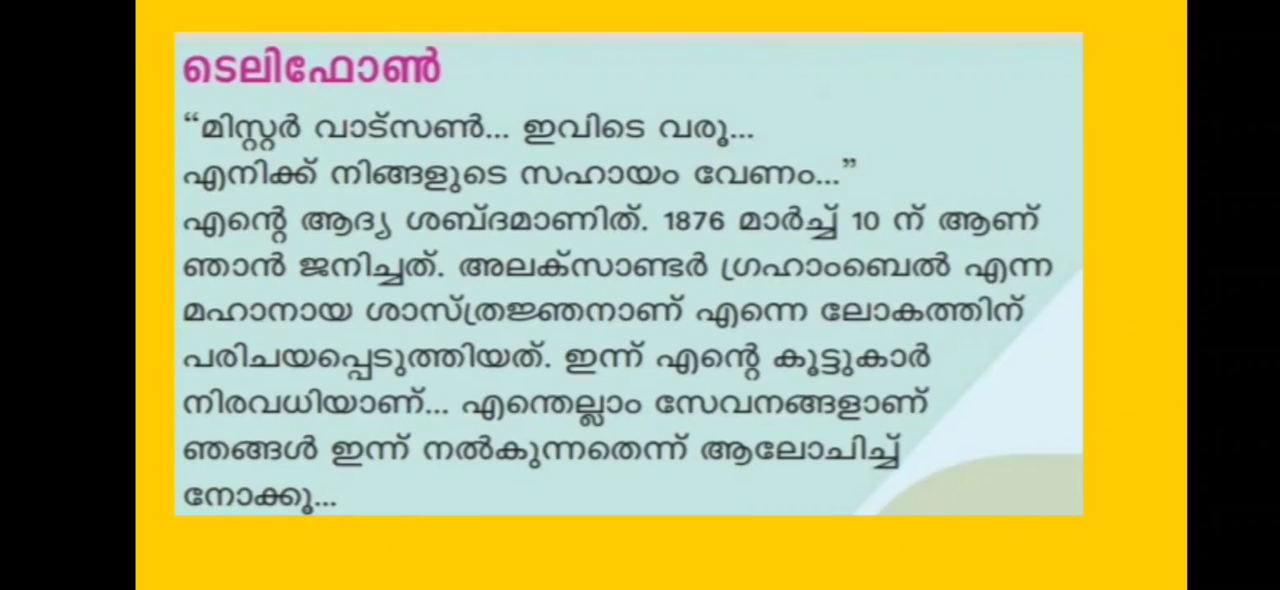 ടെലിഫോൺ
“മിസ്റ്റർ വാട്സൺ... ഇവിടെ വരൂ...
എനിക്ക് നിങ്ങളുടെ സഹായം വേണം...”
എന്റെ ആദ്യ ശബ്ദമാണിത്. 1876 മാർച്ച് 10 ന് ആണ്
ഞാൻ ജനിച്ചത്. അലക്സാണ്ടർ ഗ്രഹാംബെൽ എന്ന
മഹാനായ ശാസ്ത്രജ്ഞനാണ് എന്നെ ലോകത്തിന്
പരിചയപ്പെടുത്തിയത്. ഇന്ന് എന്റെ കൂട്ടുകാർ
നിരവധിയാണ്... എന്തെല്ലാം സേവനങ്ങളാണ്
ഞങ്ങൾ ഇന്ന് നൽകുന്നതെന്ന് ആലോചിച്ച്
നോക്കൂ...